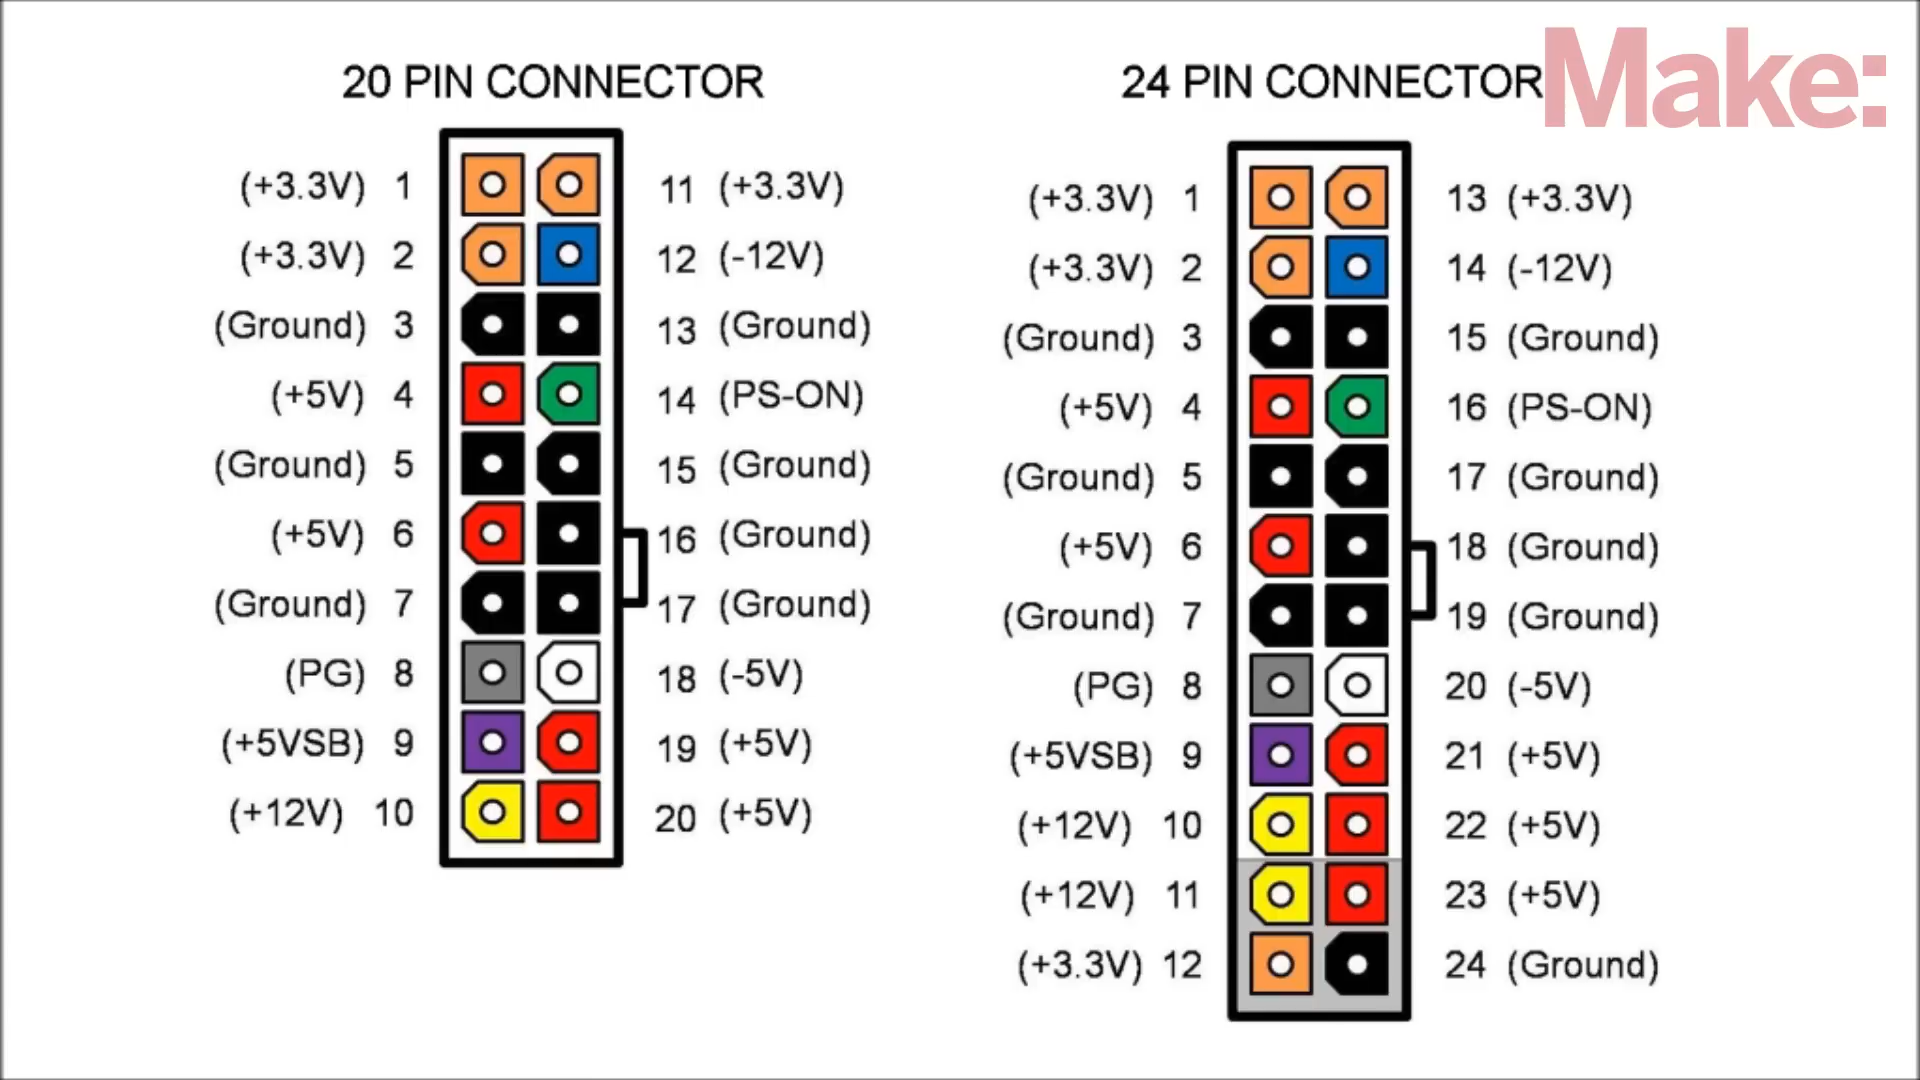 20 PIN CONNECTOR
(+3.3V) 1 11 (+3.3V)
(+3.3V) 2 12 (-12V)
(Ground) 3 13 (Ground)
(+5V) 4 14 (PS-ON)
(Ground) 5 15 (Ground)
(+5V) 6 16 (Ground)
(Ground) 7 17 (Ground)
(PG) 8 18 (-5V)
(+5VSB) 9 19 (+5V)
(+12V) 10 20 (+5V)
24 PIN CONNECTOR
Make:
(+3.3V) 1 13 (+3.3V)
(+3.3V) 2 14 (-12V)
(Ground) 3 15 (Ground)
(+5V) 4 16 (PS-ON)
(Ground) 5 17 (Ground)
(+5V) 6 18 (Ground)
(Ground) 7 19 (Ground)
(PG) 8 20 (-5V)
(+5VSB) 9 21 (+5V)
(+12V) 10 22 (+5V)
(+12V) 11 23 (+5V)
(+3.3V) 12 24 (Ground)